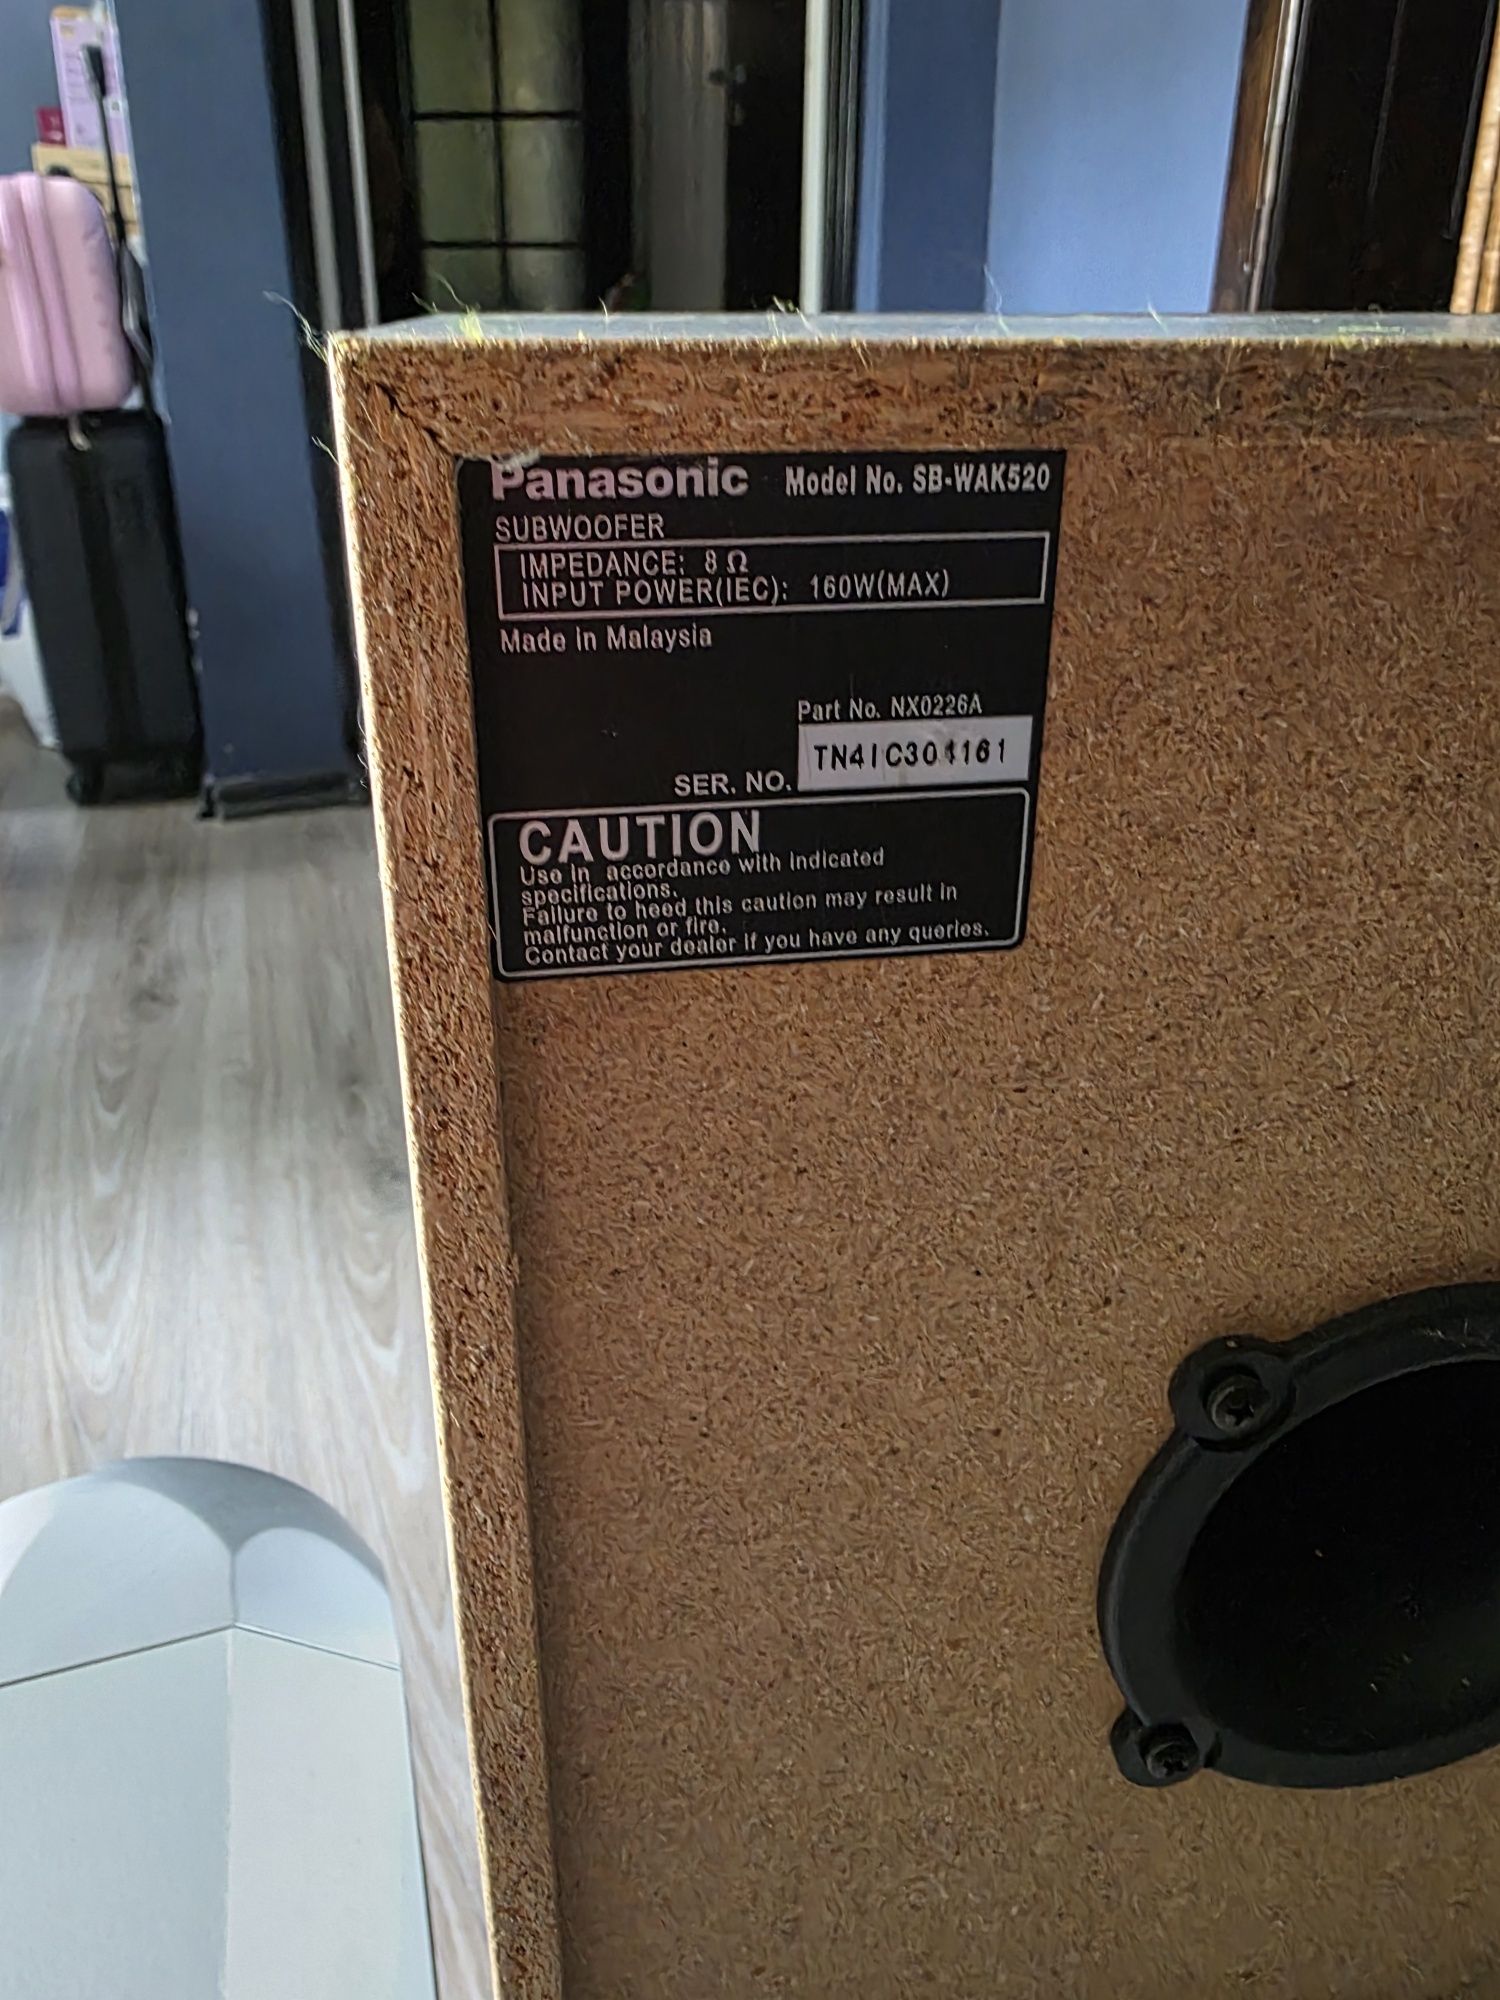 Panasonic Model No. SB-WAK520
SUBWOOFER
IMPEDANCE: 8 Ω
INPUT POWER(IEC): 160W(MAX)
Made in Malaysia
Part No. NX0226A
SER. NO. TN4IC304161
CAUTION
Use in accordance with indicated
specifications.
Failure to heed this caution may result in
malfunction or fire.
Contact your dealer if you have any queries.